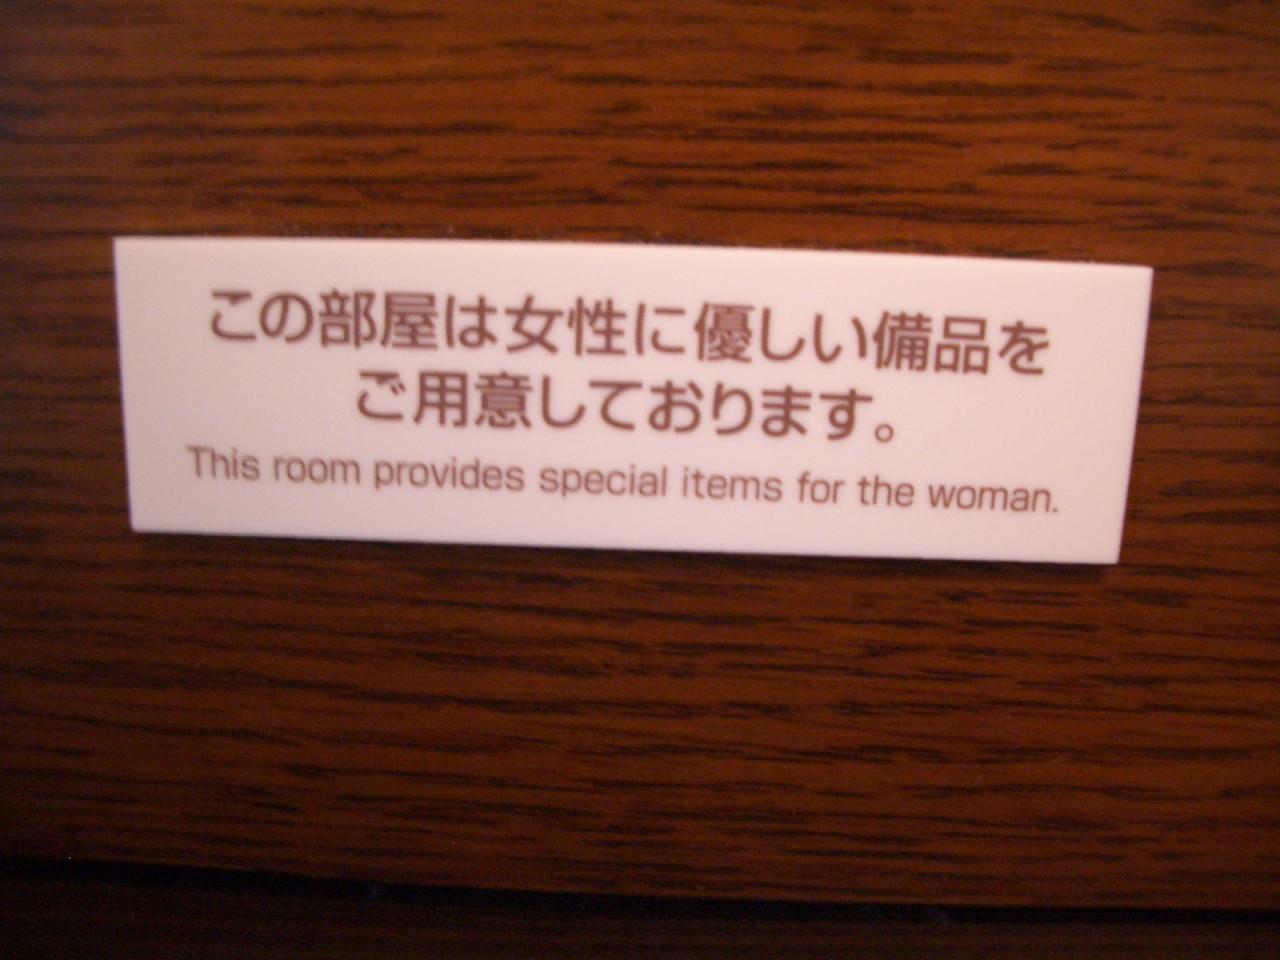 この部屋は女性に優しい備品を
ご用意しております。
This room provides special items for the woman.